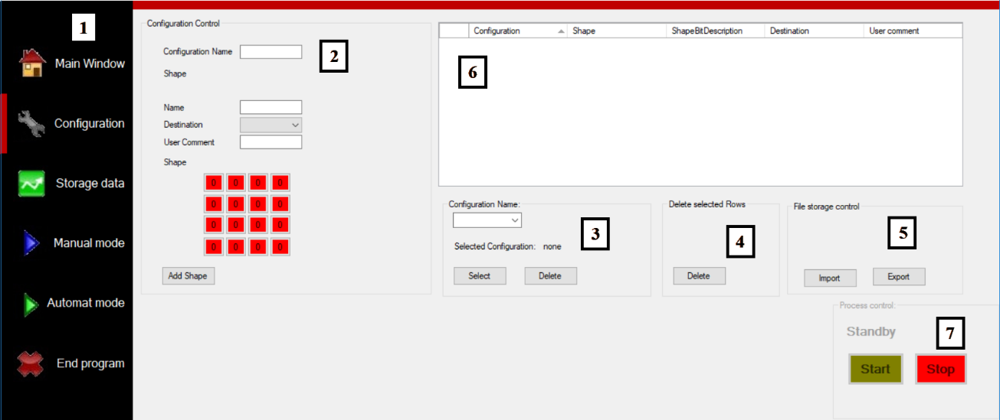 1
Main Window
Configuration
Storage data
Manual mode
Automat mode
End program
Configuration Control
2
Configuration Name
Shape
Name
Destination
User Comment
Shape
0 0 0 0
0 0 0 0
0 0 0 0
0 0 0 0
Add Shape
Configuration Shape ShapeBitDescription Destination User comment
6
Configuration Name:
3
Selected Configuration: none
Select Delete
Delete selected Rows
4
Delete
File storage control
5
Import Export
Process control:
Standby
7
Start Stop